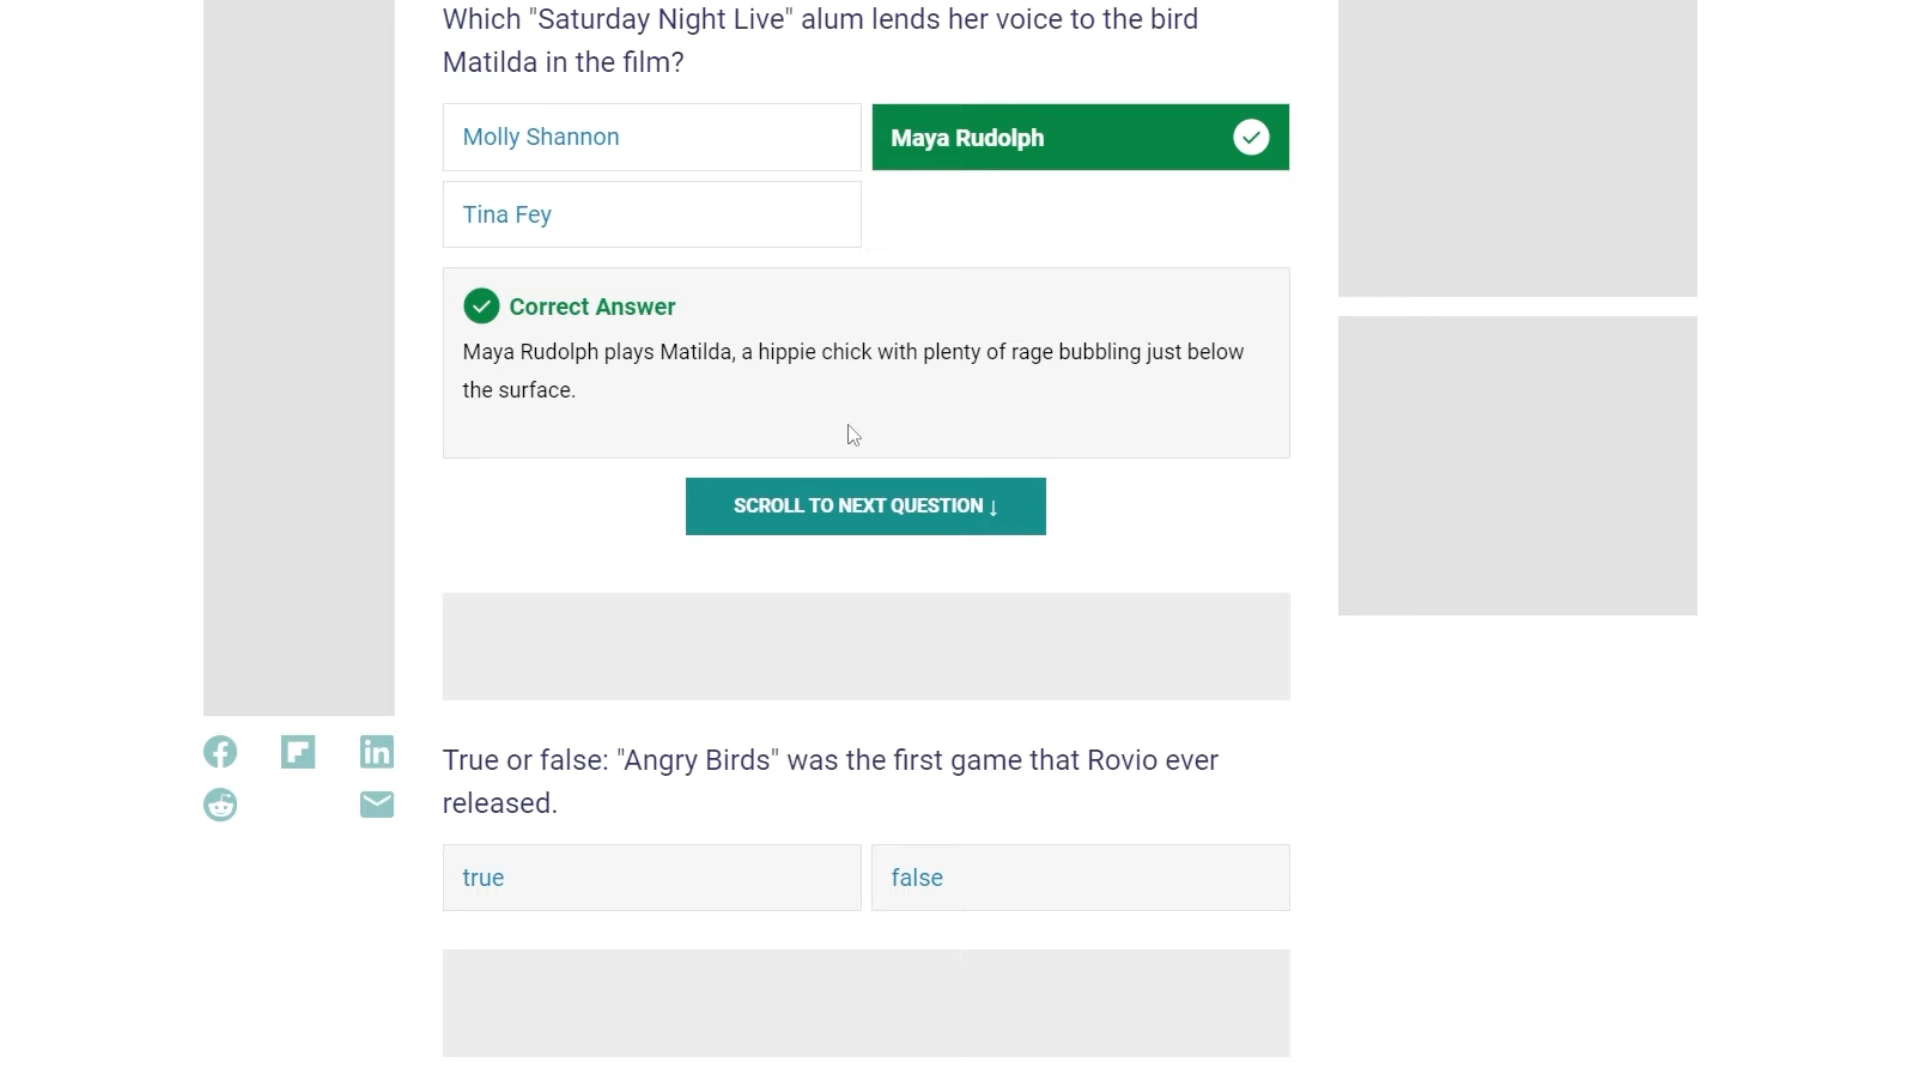 Which "Saturday Night Live" alum lends her voice to the bird
Matilda in the film?
Molly Shannon
Maya Rudolph
Tina Fey
Correct Answer
Maya Rudolph plays Matilda, a hippie chick with plenty of rage bubbling just below
the surface.
SCROLL TO NEXT QUESTION ↓
True or false: "Angry Birds" was the first game that Rovio ever
released.
true
false